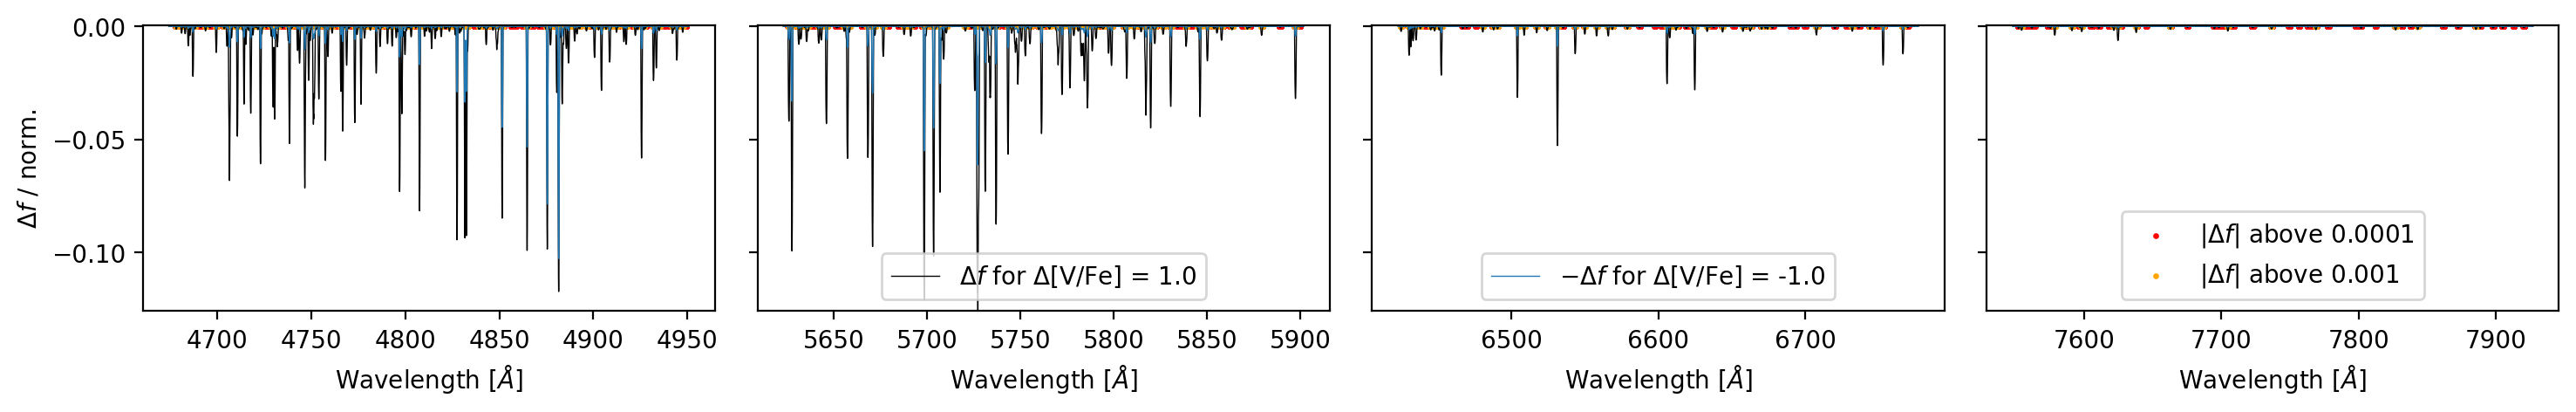 Δf / norm.
0.00
−0.05
−0.10
4700 4750 4800 4850 4900 4950
Wavelength [Å]
Δf for Δ[V/Fe] = 1.0
5650 5700 5750 5800 5850 5900
Wavelength [Å]
−Δf for Δ[V/Fe] = -1.0
6500 6600 6700
Wavelength [Å]
|Δf| above 0.0001
|Δf| above 0.001
7600 7700 7800 7900
Wavelength [Å]